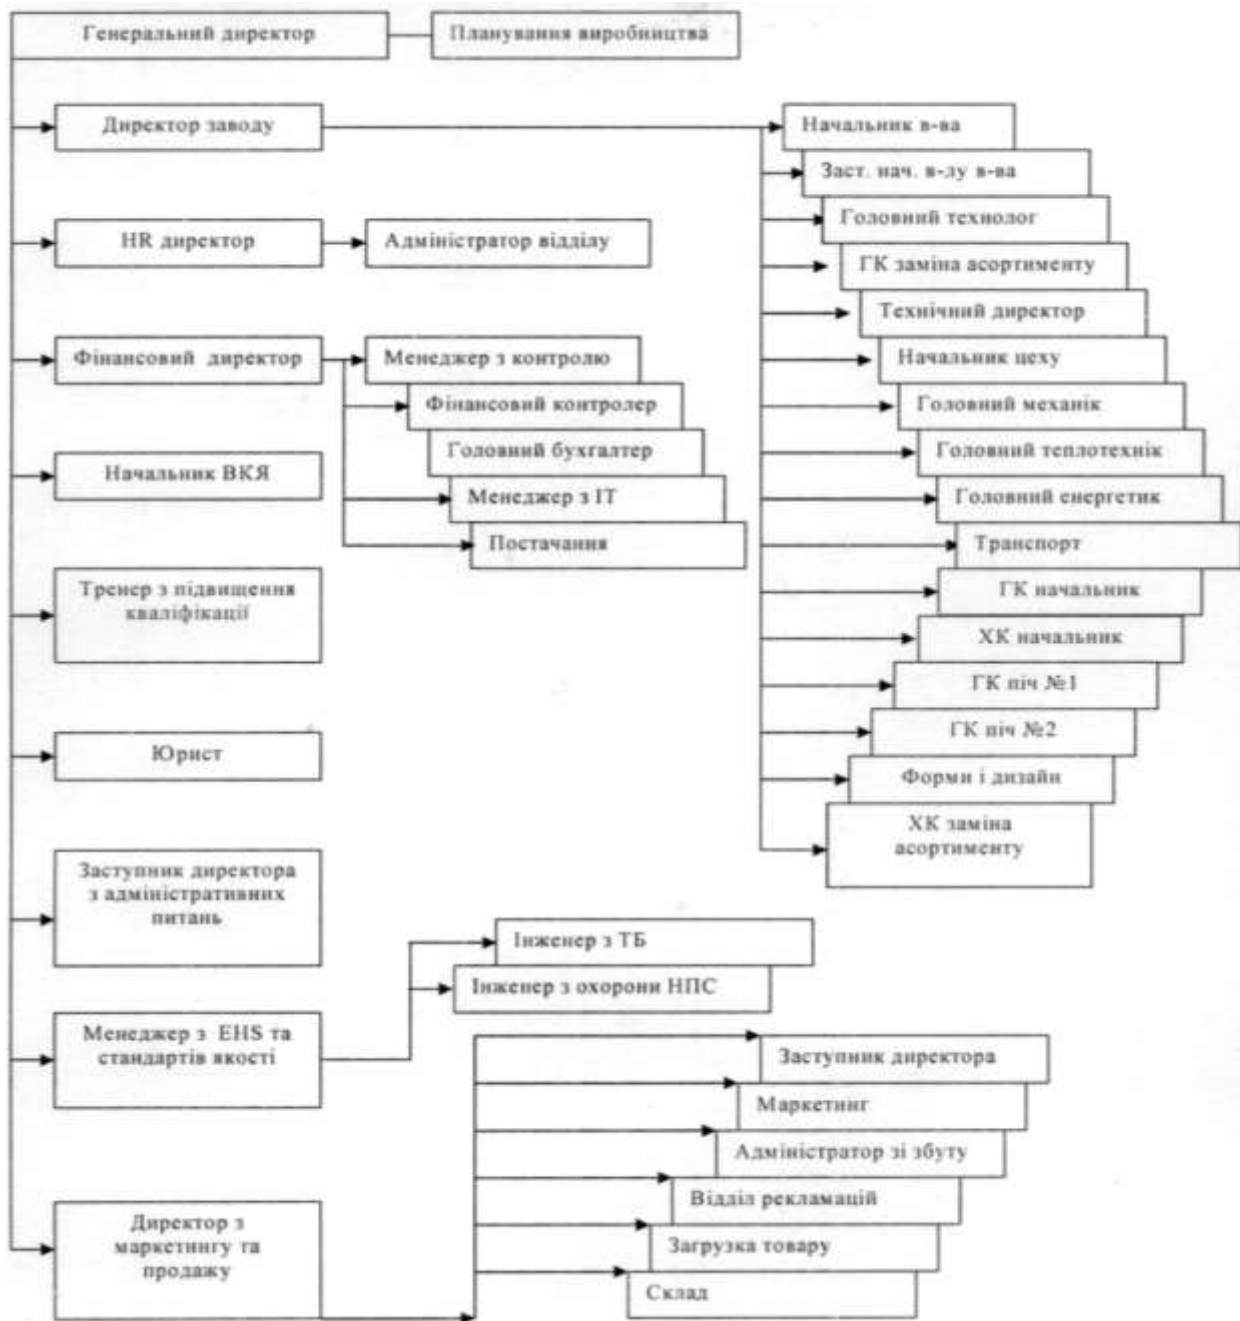 Генеральний директор
Планування виробництва
Директор заводу
Начальник в-ва
Заст. нач. в-лу в-ва
Головний технолог
HR директор
Адміністратор відділу
ГК заміна асортименту
Технічний директор
Фінансовий директор
Менеджер з контролю
Начальник цеху
Фінансовий контролер
Головний механік
Головний бухгалтер
Головний теплотехнік
Начальник ВКЯ
Менеджер з ІТ
Головний енергетик
Постачання
Транспорт
Тренер з підвищення
кваліфікації
ГК начальник
ХК начальник
ГК піч №1
Юрист
ГК піч №2
Форми і дизайн
ХК заміна
асортименту
Заступник директора
з адміністративних
питань
Інженер з ТБ
Інженер з охорони НПС
Менеджер з EHS та
стандартів якості
Заступник директора
Маркетинг
Адміністратор зі збуту
Відділ рекламацій
Директор з
маркетингу та
продажу
Загрузка товару
Склад